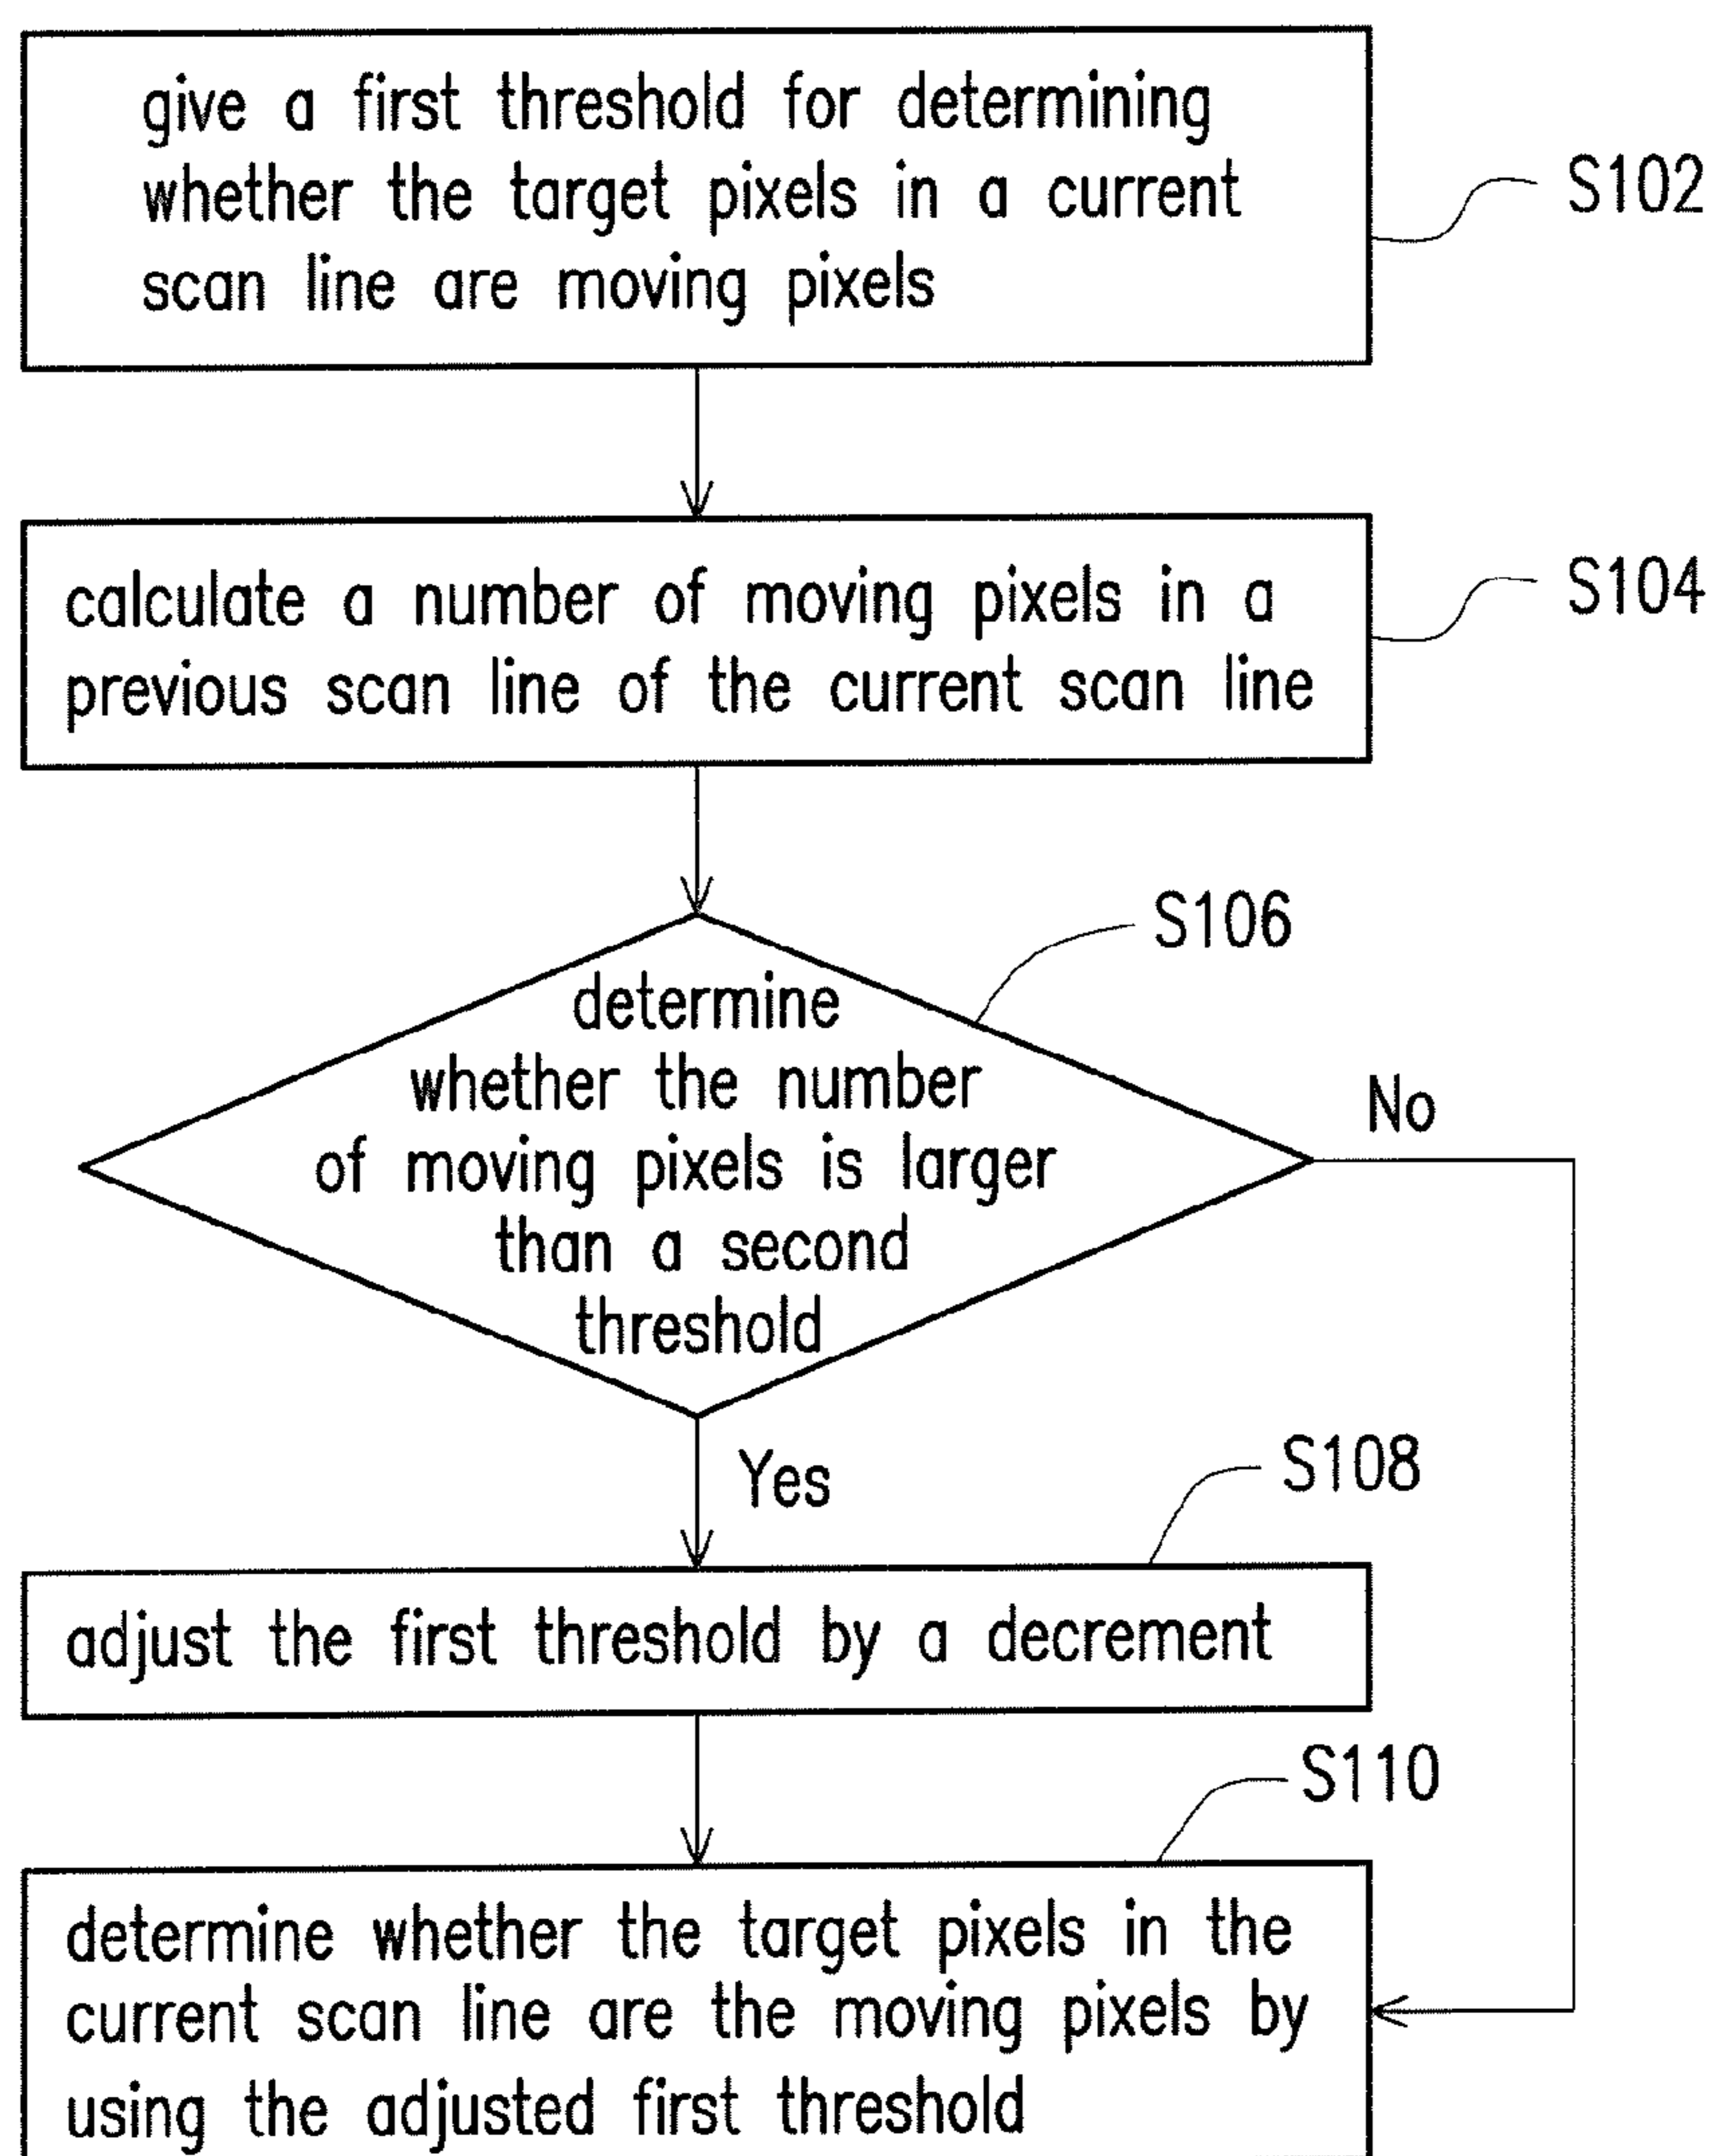 give a first threshold for determining
whether the target pixels in a current
scan line are moving pixels
S102
calculate a number of moving pixels in a
previous scan line of the current scan line
S104
S106
determine
whether the number
of moving pixels is larger
than a second
threshold
No
Yes
S108
adjust the first threshold by a decrement
S110
determine whether the target pixels in the
current scan line are the moving pixels by
using the adjusted first threshold